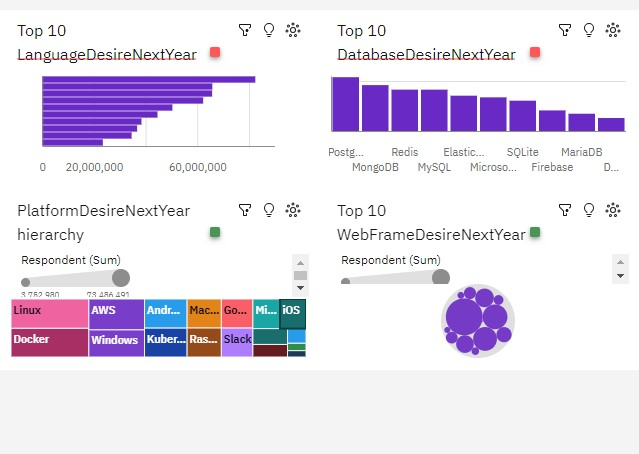 Top 10
LanguageDesireNextYear
0 20,000,000 60,000,000
Top 10
DatabaseDesireNextYear
Postg... Redis Elastic... SQLite MariaDB
MongoDB MySQL Microso... Firebase D...
PlatformDesireNextYear
hierarchy
Respondent (Sum)
3,782,980 73,486,491
Linux AWS Andr... Mac... Go... Mi... iOS
Docker Windows Kuber... Ras... Slack
Top 10
WebFrameDesireNextYear
Respondent (Sum)